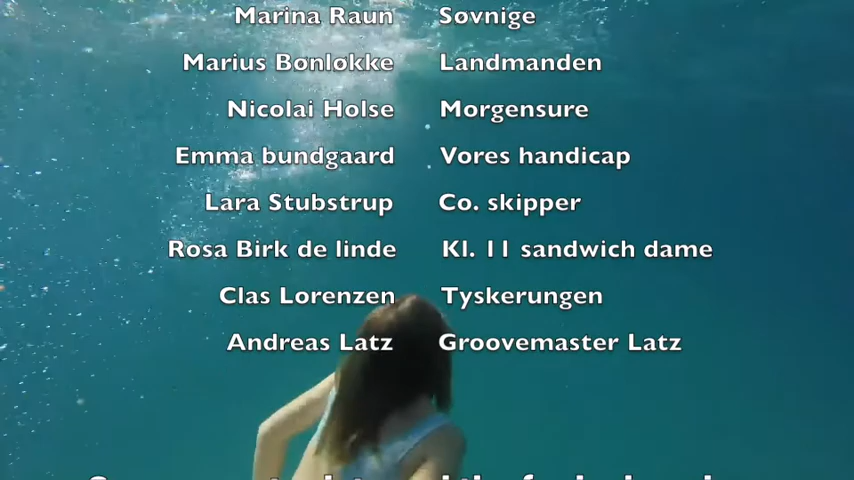 Marina Raun Søvnige
Marius Bonløkke Landmanden
Nicolai Holse Morgensure
Emma bundgaard Vores handicap
Lara Stubstrup Co. skipper
Rosa Birk de linde Kl. 11 sandwich dame
Clas Lorenzen Tyskerungen
Andreas Latz Groovemaster Latz